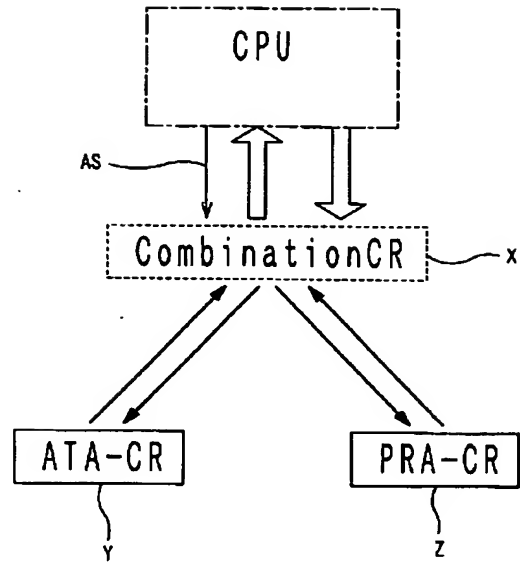 CPU
AS
CombinationCR
X
ATA-CR
PRA-CR
Y
Z